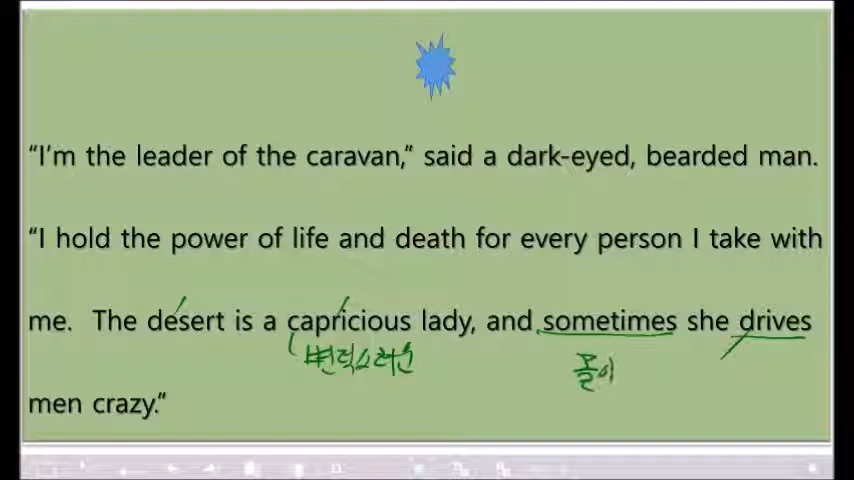 “I’m the leader of the caravan,” said a dark-eyed, bearded man.
“I hold the power of life and death for every person I take with
me. The desert is a capricious lady, and sometimes she drives
변덕스러운
men crazy.”